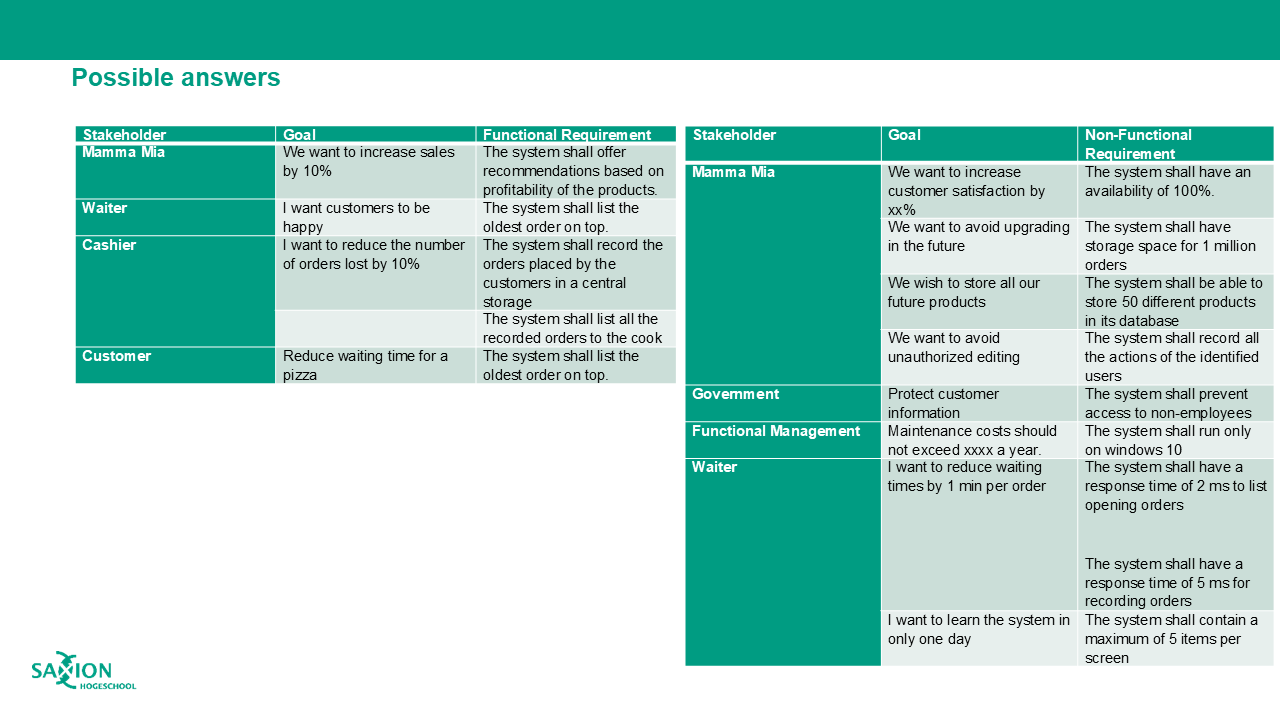 Possible answers
Stakeholder
Goal
Functional Requirement
Mamma Mia
We want to increase sales
by 10%
The system shall offer
recommendations based on
profitability of the products.
Waiter
I want customers to be
happy
The system shall list the
oldest order on top.
Cashier
I want to reduce the number
of orders lost by 10%
The system shall record the
orders placed by the
customers in a central
storage
The system shall list all the
recorded orders to the cook
Customer
Reduce waiting time for a
pizza
The system shall list the
oldest order on top.
Stakeholder
Goal
Non-Functional
Requirement
Mamma Mia
We want to increase
customer satisfaction by
xx%
The system shall have an
availability of 100%.
We want to avoid upgrading
in the future
The system shall have
storage space for 1 million
orders
We wish to store all our
future products
The system shall be able to
store 50 different products
in its database
We want to avoid
unauthorized editing
The system shall record all
the actions of the identified
users
Government
Protect customer
information
The system shall prevent
access to non-employees
Functional Management
Maintenance costs should
not exceed xxxx a year.
The system shall run only
on windows 10
Waiter
I want to reduce waiting
times by 1 min per order
The system shall have a
response time of 2 ms to list
opening orders
The system shall have a
response time of 5 ms for
recording orders
I want to learn the system in
only one day
The system shall contain a
maximum of 5 items per
screen
SAXION
HOGESCHOOL